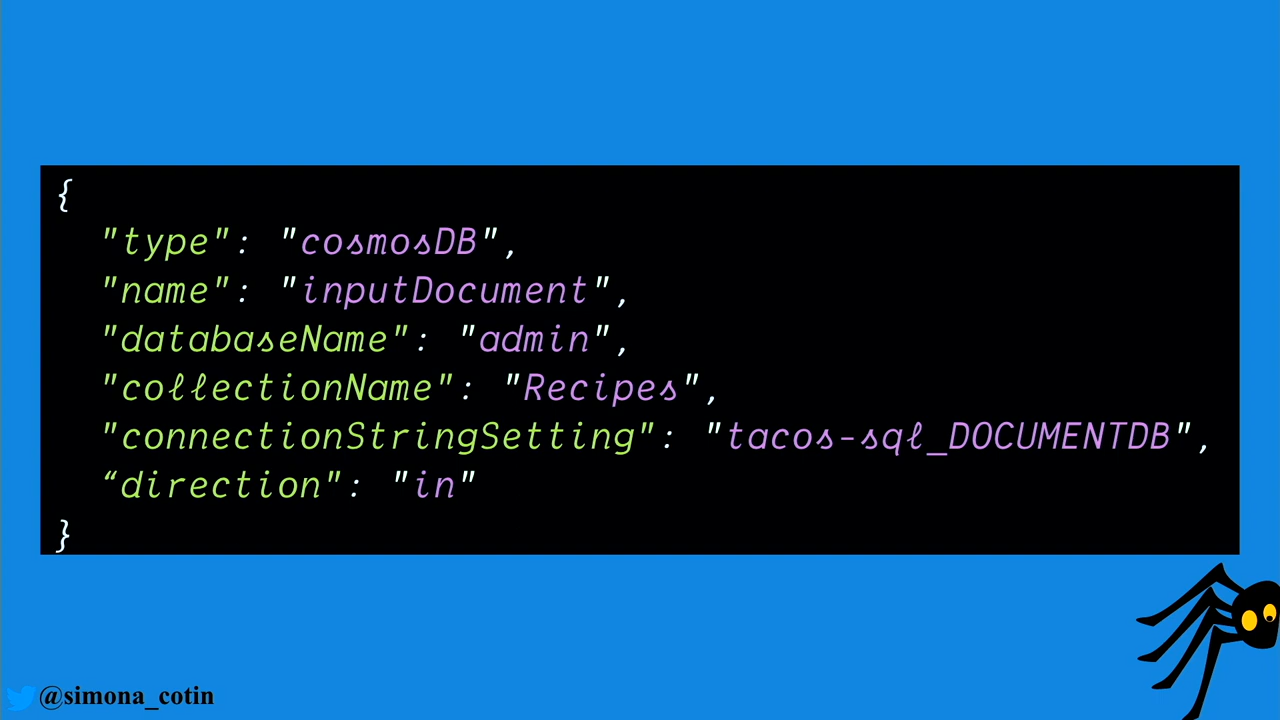 {
"type": "cosmosDB",
"name": "inputDocument",
"databaseName": "admin",
"collectionName": "Recipes",
"connectionStringSetting": "tacos-sql_DOCUMENTDB",
“direction": "in"
}
@simona_cotin